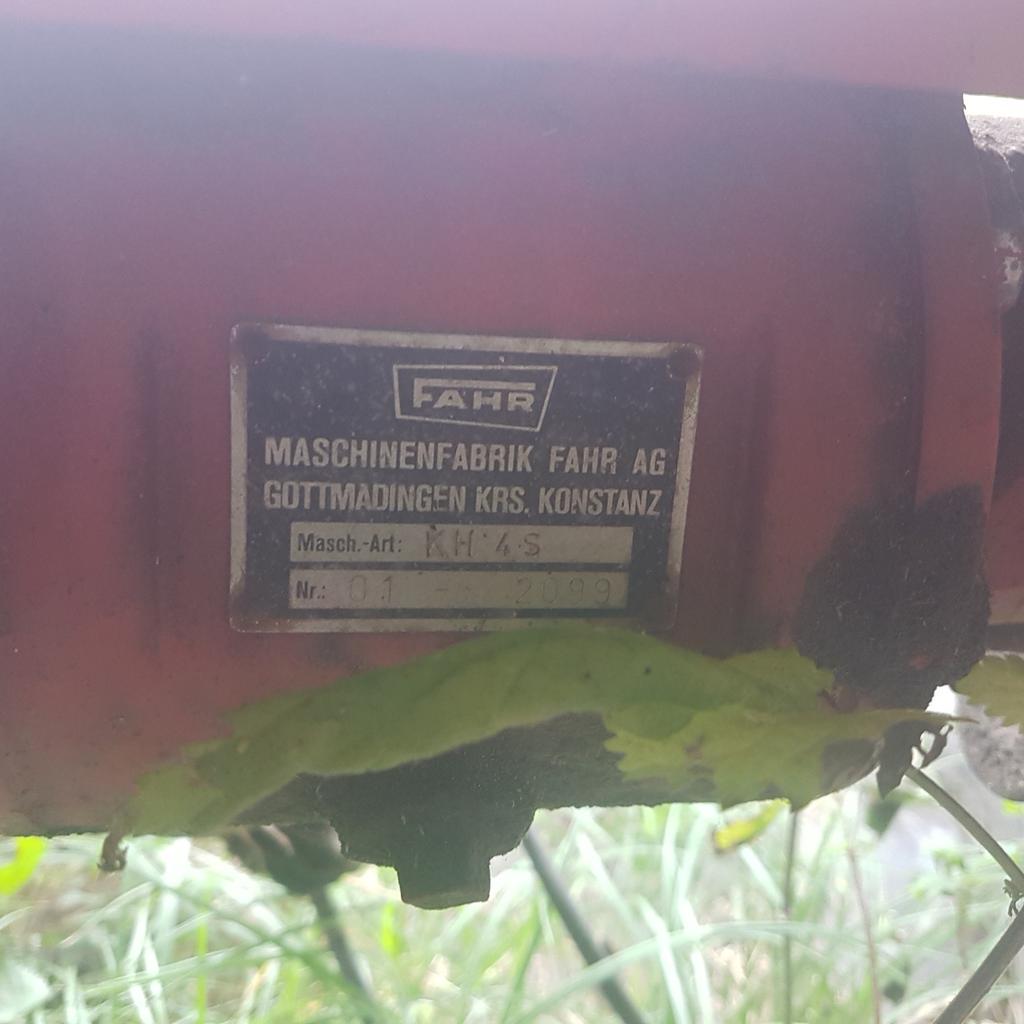 FAHR
MASCHINENFABRIK FAHR AG
GOTTMADINGEN KRS. KONSTANZ
Masch.-Art: KH 4 S
Nr.: 01 - 2099